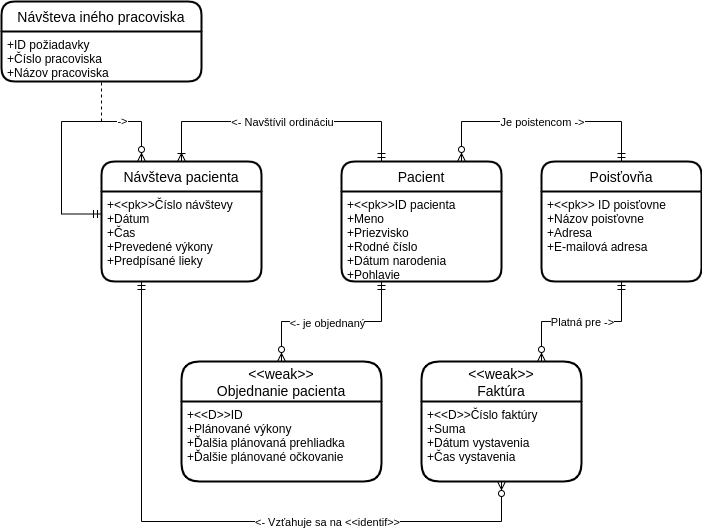 Návšteva iného pracoviska
+ID požiadavky
+Číslo pracoviska
+Názov pracoviska
->
<- Navštívil ordináciu
Je poistencom ->
Návšteva pacienta
+<<pk>>Číslo návštevy
+Dátum
+Čas
+Prevedené výkony
+Predpísané lieky
Pacient
+<<pk>>ID pacienta
+Meno
+Priezvisko
+Rodné číslo
+Dátum narodenia
+Pohlavie
Poisťovňa
+<<pk>> ID poisťovne
+Názov poisťovne
+Adresa
+E-mailová adresa
<- je objednaný
Platná pre ->
<<weak>>
Objednanie pacienta
+<<D>>ID
+Plánované výkony
+Ďalšia plánovaná prehliadka
+Ďalšie plánované očkovanie
<<weak>>
Faktúra
+<<D>>Číslo faktúry
+Suma
+Dátum vystavenia
+Čas vystavenia
<- Vzťahuje sa na <<identif>>